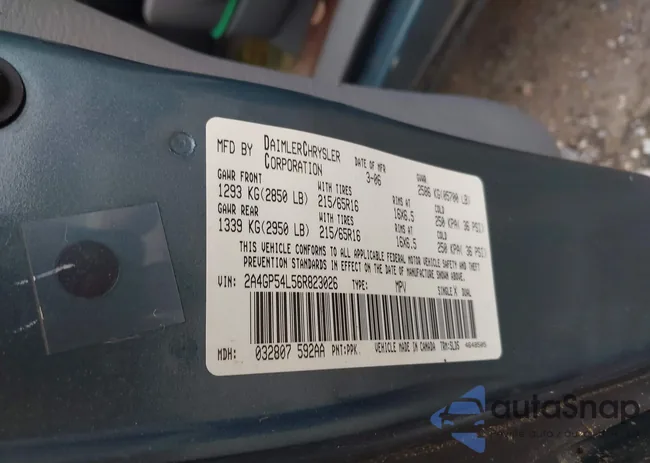 MFD BY DAIMLERCHRYSLER CORPORATION DATE OF MFR 3-06 GVWR 2586 KG(05700 LB)
GAWR FRONT WITH TIRES RIMS AT COLD
1293 KG(2850 LB) 215/65R16 16X6.5 250 KPA( 36 PSI)
GAWR REAR WITH TIRES RIMS AT COLD
1339 KG(2950 LB) 215/65R16 16X6.5 250 KPA( 36 PSI)
THIS VEHICLE CONFORMS TO ALL APPLICABLE FEDERAL MOTOR VEHICLE SAFETY AND THEFT
PREVENTION STANDARDS IN EFFECT ON THE DATE OF MANUFACTURE SHOWN ABOVE.
VIN: 2A4GP54L56R823026 TYPE: MPV SINGLE X DUAL
MDH: 032807 592AA PNT:PPK. VEHICLE MADE IN CANADA TRM:SLD5
autoSnap